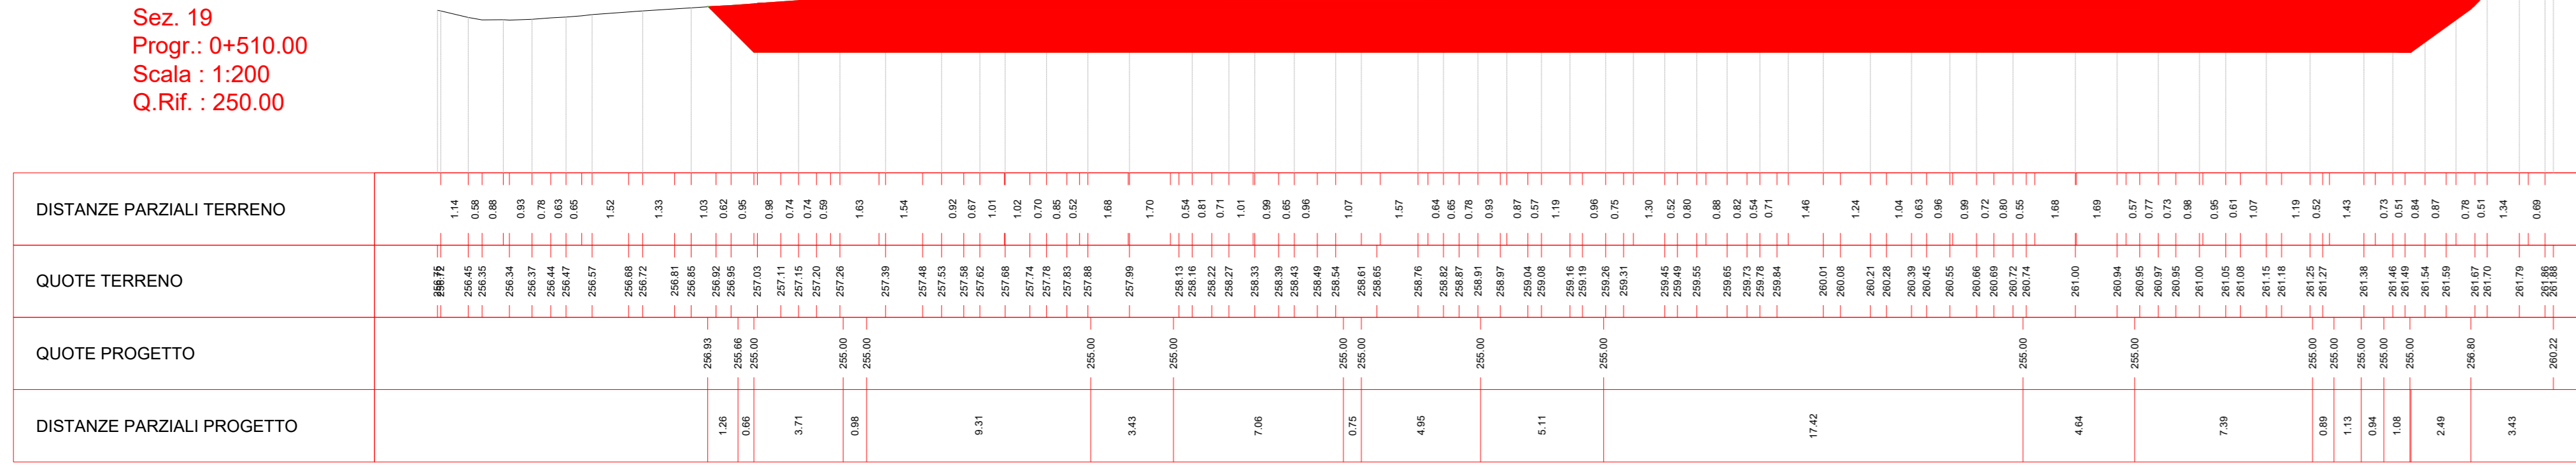 Sez. 19
Progr.: 0+510.00
Scala : 1:200
Q.Rif. : 250.00
DISTANZE PARZIALI TERRENO 1.14 0.58 0.88 0.93 0.78 0.63 0.65 1.52 1.33 1.03 0.62 0.95 0.98 0.74 0.74 0.59 1.63 1.54 0.92 0.67 1.01 1.02 0.70 0.85 0.52 1.68 1.70 0.54 0.81 0.71 1.01 0.99 0.65 0.96 1.07 1.57 0.64 0.65 0.78 0.93 0.87 0.57 1.19 0.96 0.75 1.30 0.52 0.80 0.88 0.82 0.54 0.71 1.46 1.24 1.04 0.63 0.96 0.99 0.72 0.80 0.55 1.68 1.69 0.57 0.77 0.73 0.98 0.95 0.61 1.07 1.19 0.52 1.43 0.73 0.51 0.84 0.87 0.78 0.51 1.34 0.69
QUOTE TERRENO 256.75 256.72 256.45 256.35 256.34 256.37 256.44 256.47 256.57 256.68 256.72 256.81 256.85 256.92 256.95 257.03 257.11 257.15 257.20 257.26 257.39 257.48 257.53 257.58 257.62 257.68 257.74 257.78 257.83 257.88 257.99 258.13 258.16 258.22 258.27 258.33 258.39 258.43 258.49 258.54 258.61 258.65 258.76 258.82 258.87 258.91 258.97 259.04 259.08 259.16 259.19 259.26 259.31 259.45 259.49 259.55 259.65 259.73 259.78 259.84 260.01 260.08 260.21 260.28 260.39 260.45 260.55 260.66 260.69 260.72 260.74 261.00 260.94 260.95 260.97 260.95 261.00 261.05 261.08 261.15 261.18 261.25 261.27 261.38 261.46 261.49 261.54 261.59 261.67 261.70 261.79 261.86 261.88
QUOTE PROGETTO 256.93 255.66 255.00 255.00 255.00 255.00 255.00 255.00 255.00 255.00 255.00 255.00 255.00 255.00 255.00 255.00 255.00 255.00 256.80 260.22
DISTANZE PARZIALI PROGETTO 1.26 0.66 3.71 0.98 9.31 3.43 7.06 0.75 4.95 5.11 17.42 4.64 7.39 0.89 1.13 0.94 1.08 2.49 3.43